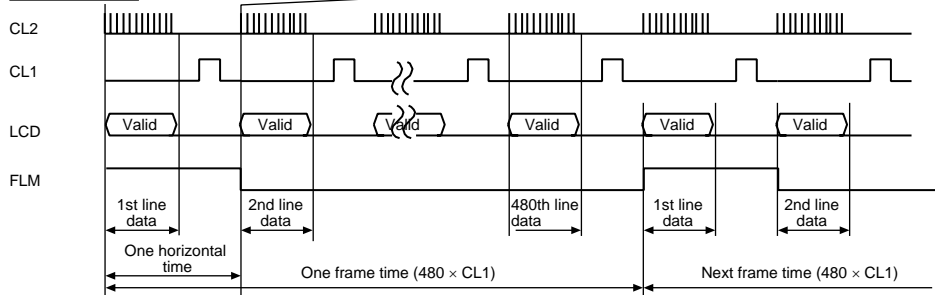 CL2
CL1
LCD
Valid Valid Valid Valid Valid Valid
FLM
1st line data
2nd line data
480th line data
1st line data
2nd line data
One horizontal time
One frame time (480 × CL1)
Next frame time (480 × CL1)